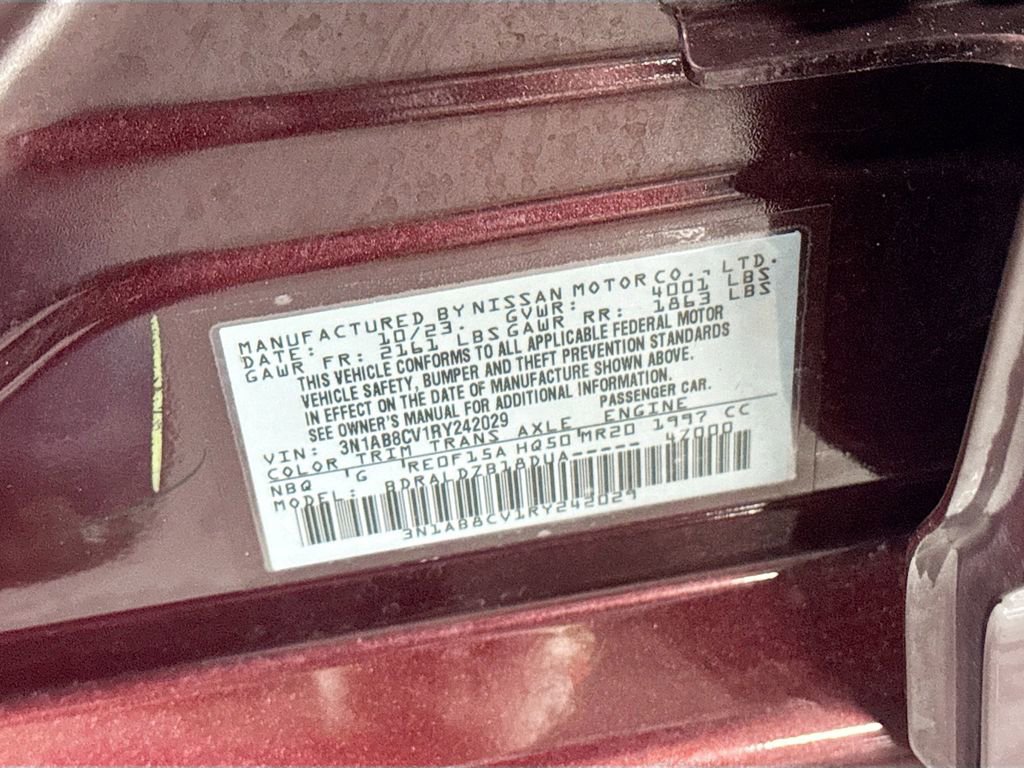 MANUFACTURED BY NISSAN MOTOR CO., LTD.
DATE: 10/23. GVWR: 4001 LBS
GAWR FR: 2161 LBS GAWR RR: 1863 LBS
THIS VEHICLE CONFORMS TO ALL APPLICABLE FEDERAL MOTOR
VEHICLE SAFETY, BUMPER AND THEFT PREVENTION STANDARDS
IN EFFECT ON THE DATE OF MANUFACTURE SHOWN ABOVE.
SEE OWNER'S MANUAL FOR ADDITIONAL INFORMATION.
VIN: 3N1AB8CV1RY242029 PASSENGER CAR.
COLOR TRIM TRANS AXLE ENGINE
NBQ G RE0F15A HQ50 MR20 1997 CC
MODEL: BDRALDZB18DUA----- 47000
3N1AB8CV1RY242029